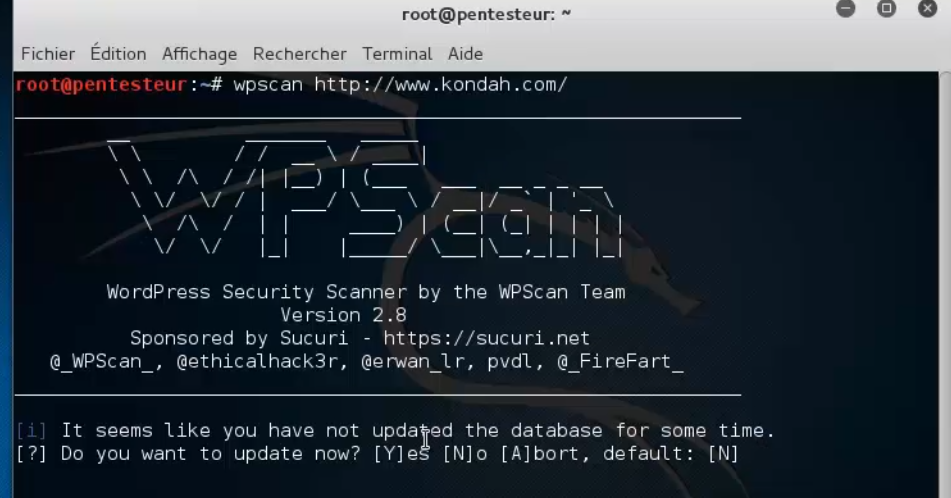 root@pentesteur: ~
Fichier Édition Affichage Rechercher Terminal Aide
root@pentesteur:~# wpscan http://www.kondah.com/
WPScan
WordPress Security Scanner by the WPScan Team
Version 2.8
Sponsored by Sucuri - https://sucuri.net
@_WPScan_, @ethicalhack3r, @erwan_lr, pvdl, @_FireFart_
[i] It seems like you have not updated the database for some time.
[?] Do you want to update now? [Y]es [N]o [A]bort, default: [N]